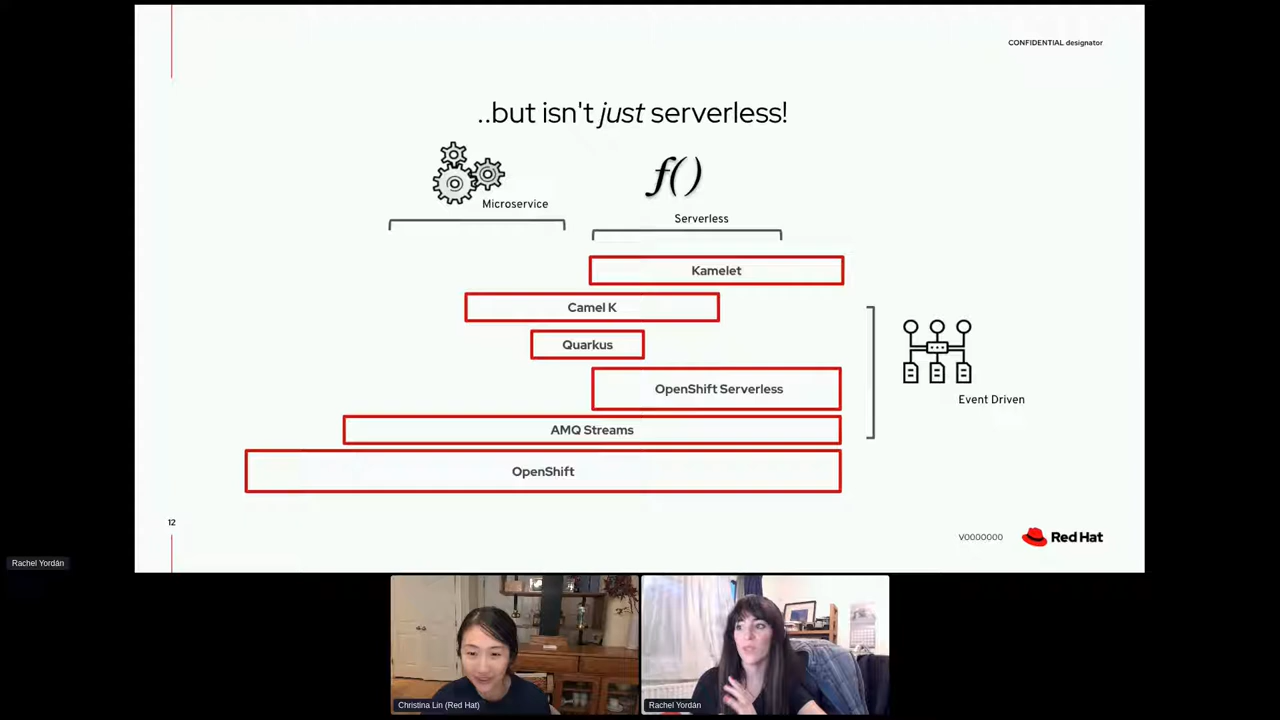 CONFIDENTIAL designator
..but isn't just serverless!
f()
Microservice
Serverless
Kamelet
Camel K
Quarkus
OpenShift Serverless
AMQ Streams
OpenShift
Event Driven
12
V0000000
Red Hat
Rachel Yordán
Christina Lin (Red Hat)
Rachel Yordán